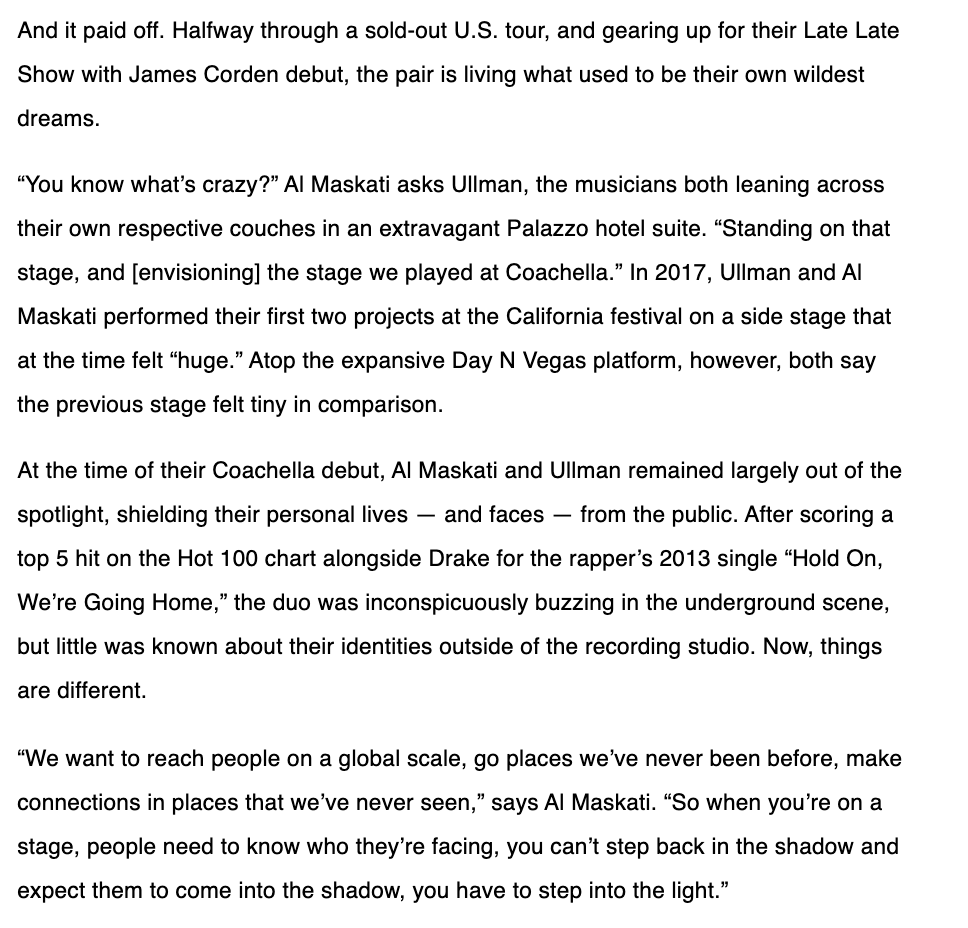 And it paid off. Halfway through a sold-out U.S. tour, and gearing up for their Late Late
Show with James Corden debut, the pair is living what used to be their own wildest
dreams.
“You know what’s crazy?” Al Maskati asks Ullman, the musicians both leaning across
their own respective couches in an extravagant Palazzo hotel suite. “Standing on that
stage, and [envisioning] the stage we played at Coachella.” In 2017, Ullman and Al
Maskati performed their first two projects at the California festival on a side stage that
at the time felt “huge.” Atop the expansive Day N Vegas platform, however, both say
the previous stage felt tiny in comparison.
At the time of their Coachella debut, Al Maskati and Ullman remained largely out of the
spotlight, shielding their personal lives — and faces — from the public. After scoring a
top 5 hit on the Hot 100 chart alongside Drake for the rapper’s 2013 single “Hold On,
We’re Going Home,” the duo was inconspicuously buzzing in the underground scene,
but little was known about their identities outside of the recording studio. Now, things
are different.
“We want to reach people on a global scale, go places we’ve never been before, make
connections in places that we’ve never seen,” says Al Maskati. “So when you’re on a
stage, people need to know who they’re facing, you can’t step back in the shadow and
expect them to come into the shadow, you have to step into the light.”